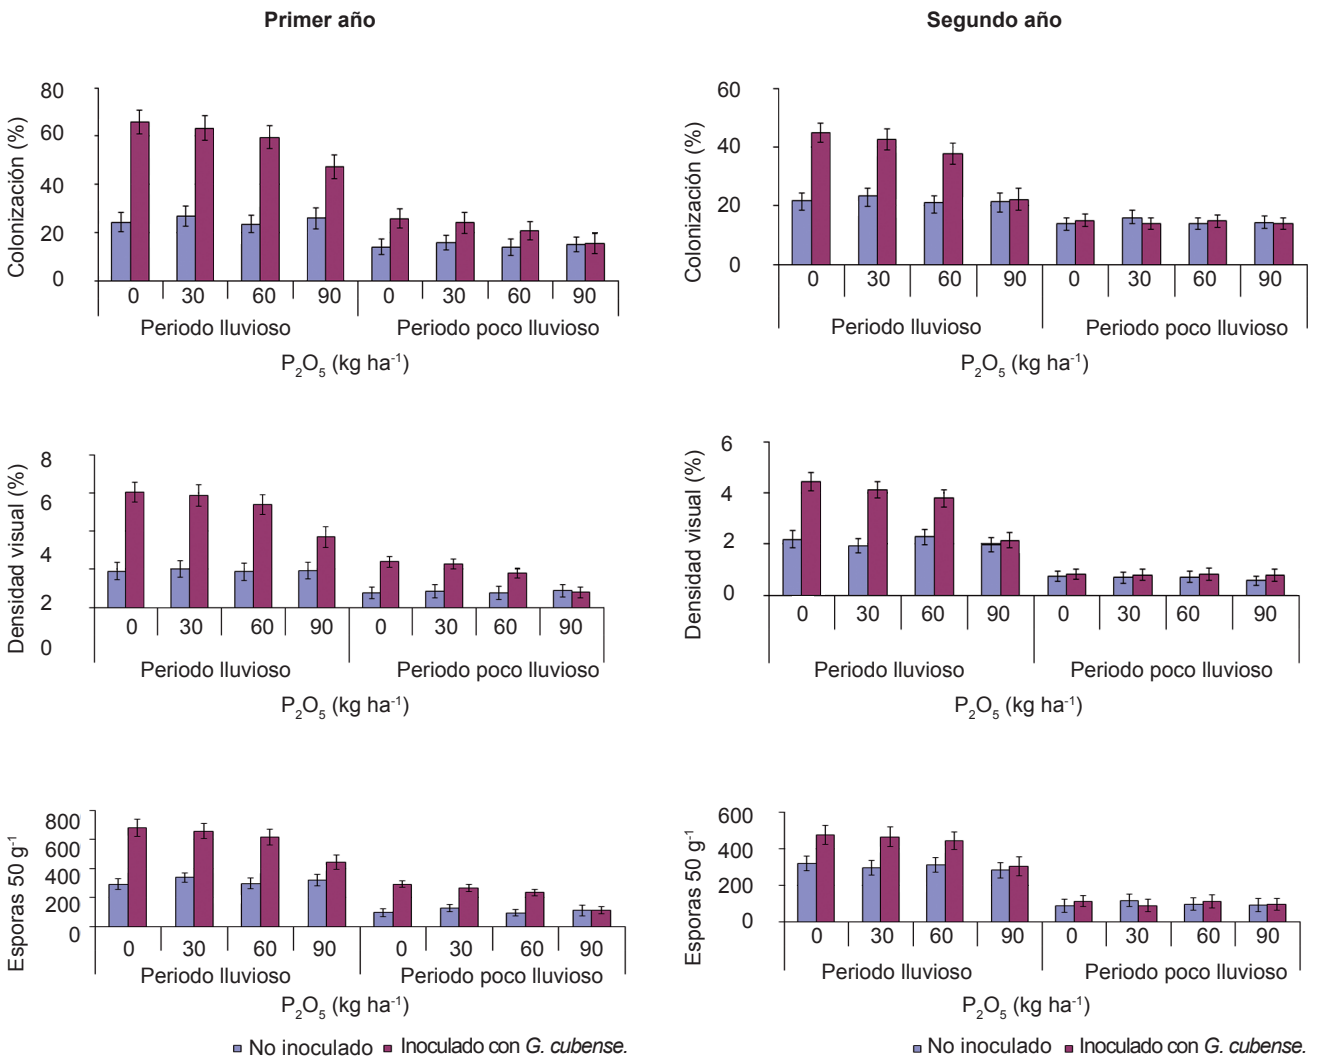 Primer año
Segundo año
Colonización (%)
80
60
40
20
0
0 30 60 90 0 30 60 90
Periodo lluvioso Periodo poco lluvioso
P₂O₅ (kg ha⁻¹)
Colonización (%)
60
40
20
0
0 30 60 90 0 30 60 90
Periodo lluvioso Periodo poco lluvioso
P₂O₅ (kg ha⁻¹)
Densidad visual (%)
8
6
4
2
0
0 30 60 90 0 30 60 90
Periodo lluvioso Periodo poco lluvioso
P₂O₅ (kg ha⁻¹)
Densidad visual (%)
6
4
2
0
0 30 60 90 0 30 60 90
Periodo lluvioso Periodo poco lluvioso
P₂O₅ (kg ha⁻¹)
Esporas 50 g⁻¹
800
600
400
200
0
0 30 60 90 0 30 60 90
Periodo lluvioso Periodo poco lluvioso
P₂O₅ (kg ha⁻¹)
No inoculado Inoculado con G. cubense.
Esporas 50 g⁻¹
600
400
200
0
0 30 60 90 0 30 60 90
Periodo lluvioso Periodo poco lluvioso
P₂O₅ (kg ha⁻¹)
No inoculado Inoculado con G. cubense.